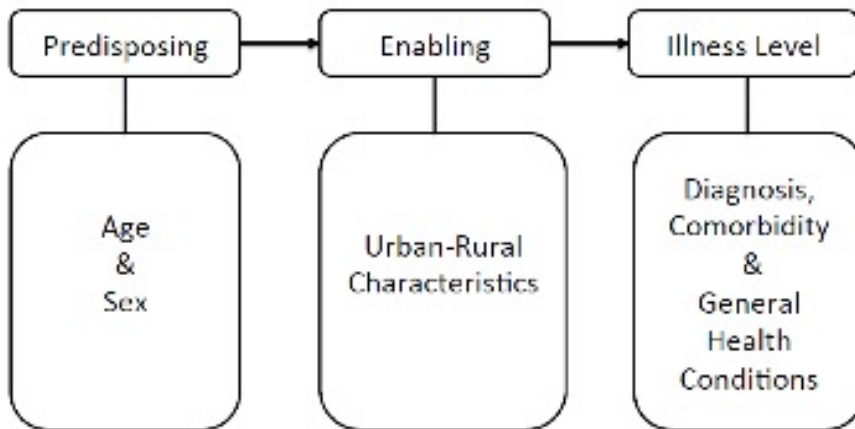 Predisposing
Enabling
Illness Level
Age
&
Sex
Urban-Rural
Characteristics
Diagnosis,
Comorbidity
&
General
Health
Conditions